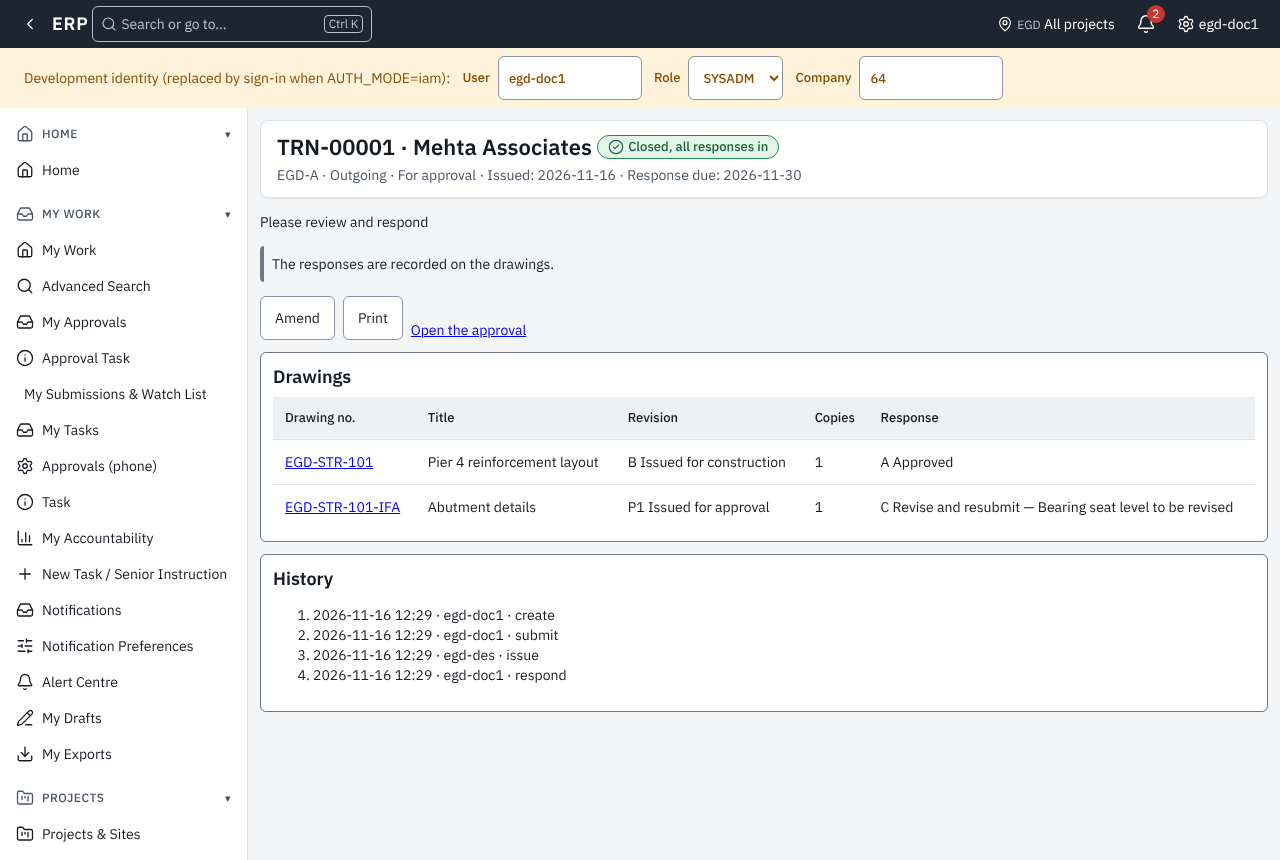 ERP
Search or go to... Ctrl K
EGD All projects
2
egd-doc1
Development identity (replaced by sign-in when AUTH_MODE=iam): User egd-doc1 Role SYSADM Company 64
HOME
Home
MY WORK
My Work
Advanced Search
My Approvals
Approval Task
My Submissions & Watch List
My Tasks
Approvals (phone)
Task
My Accountability
New Task / Senior Instruction
Notifications
Notification Preferences
Alert Centre
My Drafts
My Exports
PROJECTS
Projects & Sites
TRN-00001 · Mehta Associates Closed, all responses in
EGD-A · Outgoing · For approval · Issued: 2026-11-16 · Response due: 2026-11-30
Please review and respond
The responses are recorded on the drawings.
Amend Print Open the approval
Drawings
Drawing no. Title Revision Copies Response
EGD-STR-101 Pier 4 reinforcement layout B Issued for construction 1 A Approved
EGD-STR-101-IFA Abutment details P1 Issued for approval 1 C Revise and resubmit — Bearing seat level to be revised
History
1. 2026-11-16 12:29 · egd-doc1 · create
2. 2026-11-16 12:29 · egd-doc1 · submit
3. 2026-11-16 12:29 · egd-des · issue
4. 2026-11-16 12:29 · egd-doc1 · respond